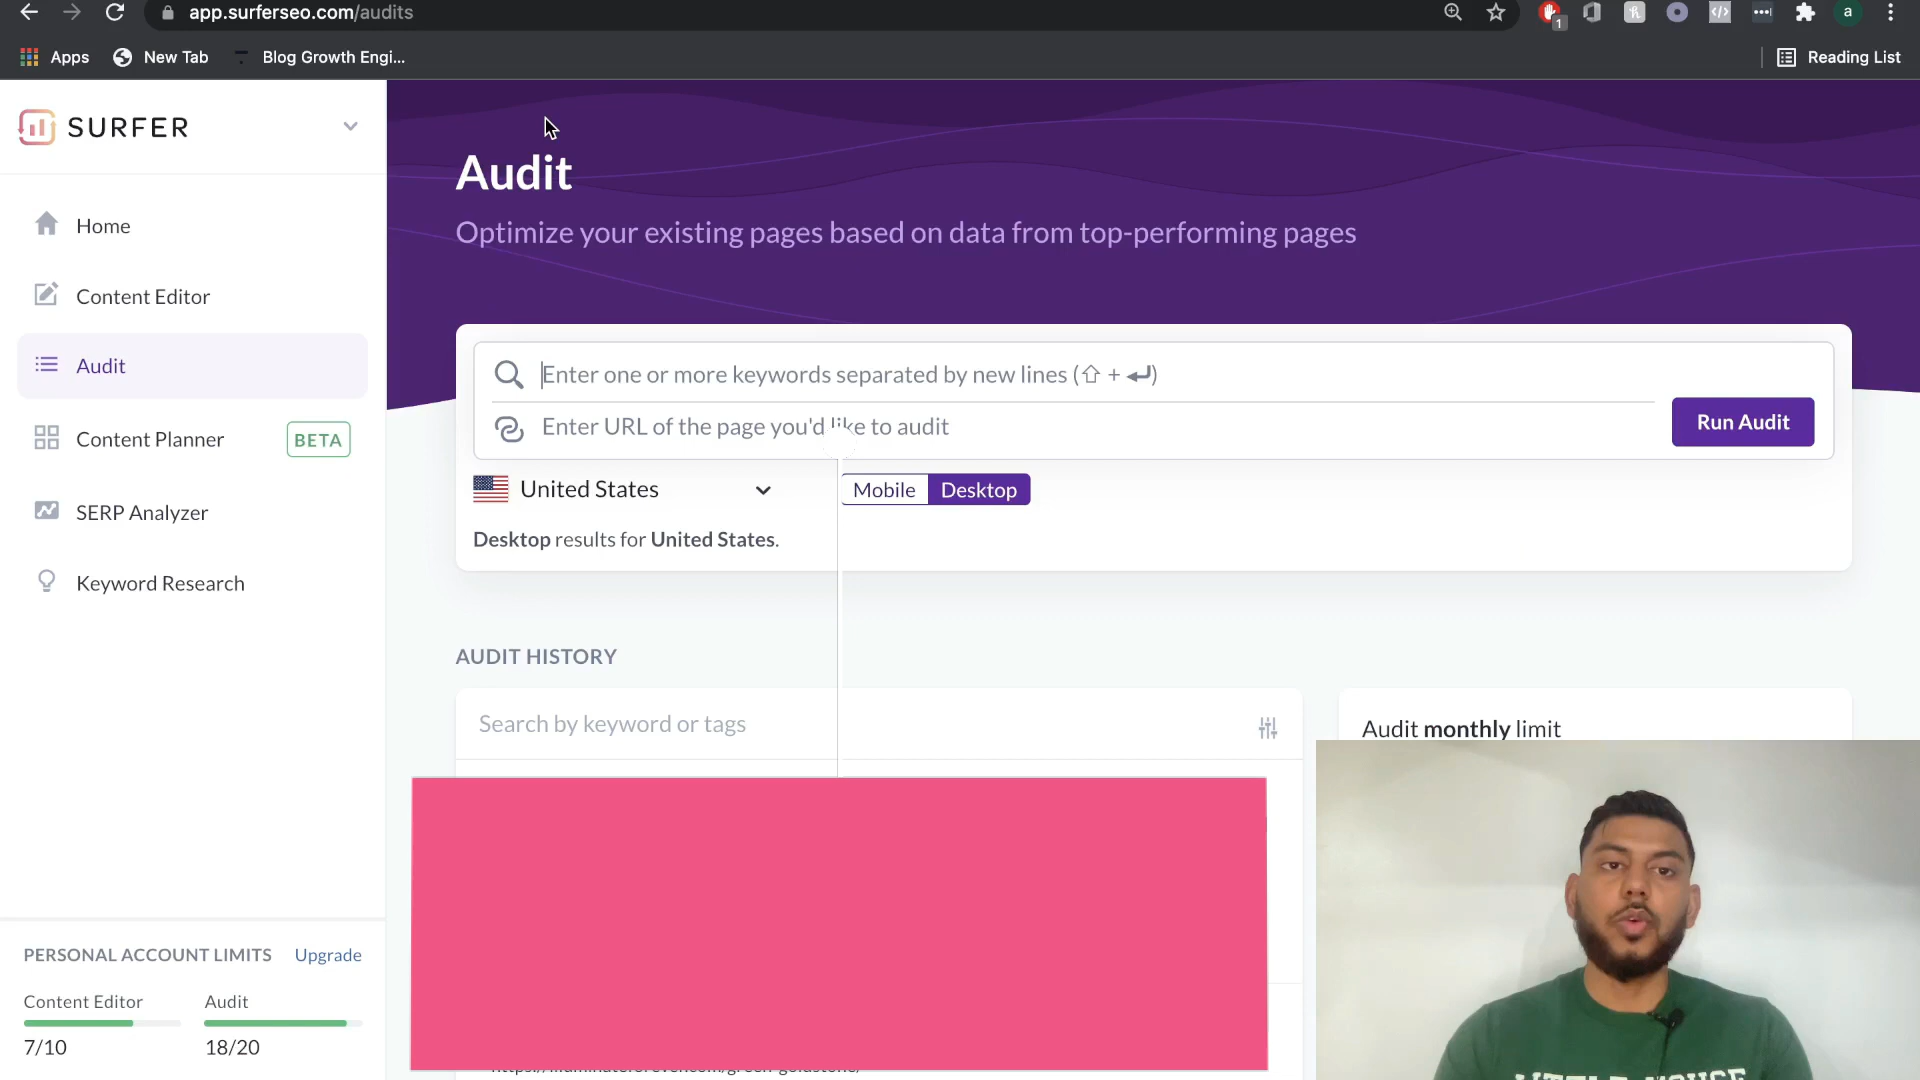 app.surferseo.com/audits
1
a
Apps
New Tab
Blog Growth Engi...
Reading List
SURFER
Home
Content Editor
Audit
Content Planner
BETA
SERP Analyzer
Keyword Research
PERSONAL ACCOUNT LIMITS
Upgrade
Content Editor
Audit
7/10
18/20
Audit
Optimize your existing pages based on data from top-performing pages
Enter one or more keywords separated by new lines (⇧ + ↵)
Enter URL of the page you'd like to audit
Run Audit
United States
Mobile
Desktop
Desktop results for United States.
AUDIT HISTORY
Search by keyword or tags
Audit monthly limit
LITTLE HOUSE